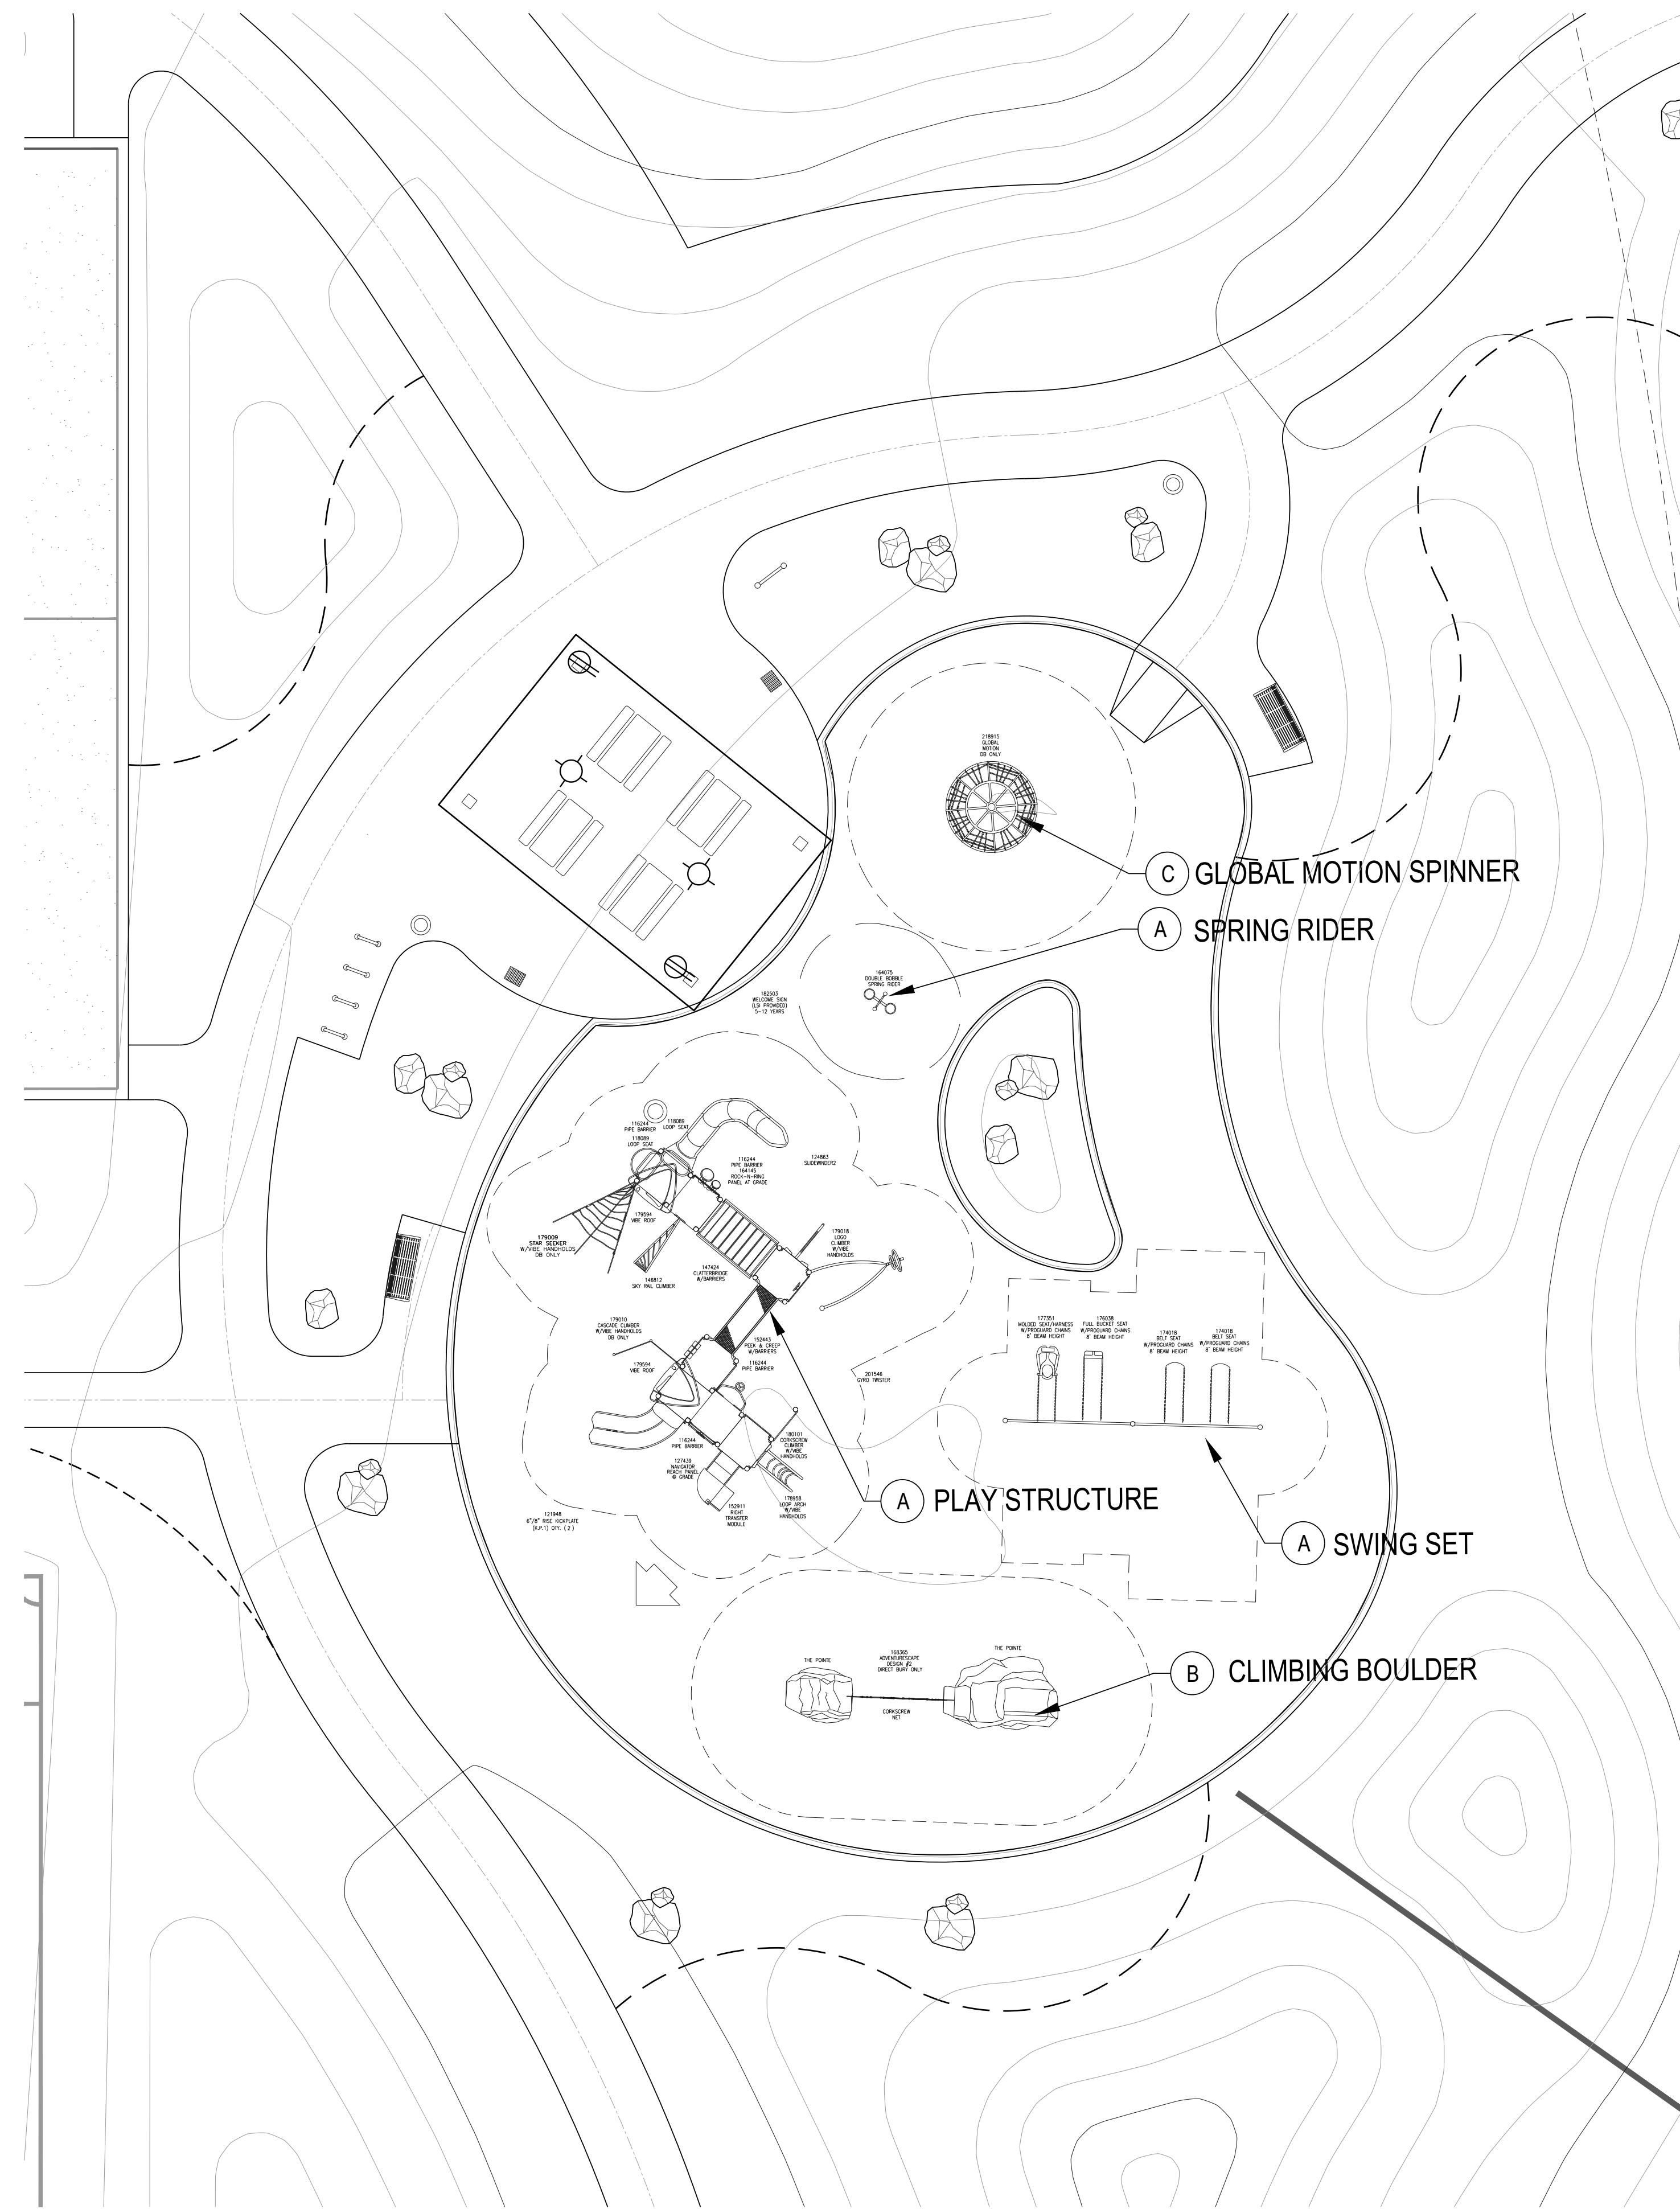 218915
GLOBAL
MOTION
DB ONLY
C GLOBAL MOTION SPINNER
A SPRING RIDER
164075
DOUBLE BOBBLE
SPRING RIDER
182503
WELCOME SIGN
(LSI PROVIDED)
5-12 YEARS
116244
PIPE BARRIER
118089
LOOP SEAT
118089
LOOP SEAT
116244
PIPE BARRIER
164145
ROCK-N-RING
PANEL AT GRADE
124863
SLIDEWINDER2
179594
VIBE ROOF
179009
STAR SEEKER
W/VIBE HANDHOLDS
DB ONLY
179018
LOGO
CLIMBER
W/VIBE
HANDHOLDS
147424
CLATTERBRIDGE
W/BARRIERS
146812
SKY RAIL CLIMBER
179010
CASCADE CLIMBER
W/VIBE HANDHOLDS
DB ONLY
152443
PEEK & CREEP
W/BARRIERS
116244
PIPE BARRIER
179594
VIBE ROOF
201546
GYRO TWISTER
177351
MOLDED SEAT/HARNESS
W/PROGUARD CHAINS
8' BEAM HEIGHT
176038
FULL BUCKET SEAT
W/PROGUARD CHAINS
8' BEAM HEIGHT
174018
BELT SEAT
W/PROGUARD CHAINS
8' BEAM HEIGHT
174018
BELT SEAT
W/PROGUARD CHAINS
8' BEAM HEIGHT
116244
PIPE BARRIER
180101
CORKSCREW
CLIMBER
W/VIBE
HANDHOLDS
127439
NAVIGATOR
REACH PANEL
@ GRADE
178958
LOOP ARCH
W/VIBE
HANDHOLDS
152911
RIGHT
TRANSFER
MODULE
121948
6"/8" RISE KICKPLATE
(K.P.1) QTY. ( 2 )
A PLAY STRUCTURE
A SWING SET
THE POINTE
168365
ADVENTURESCAPE
DESIGN #2
DIRECT BURY ONLY
THE POINTE
CORKSCREW
NET
B CLIMBING BOULDER